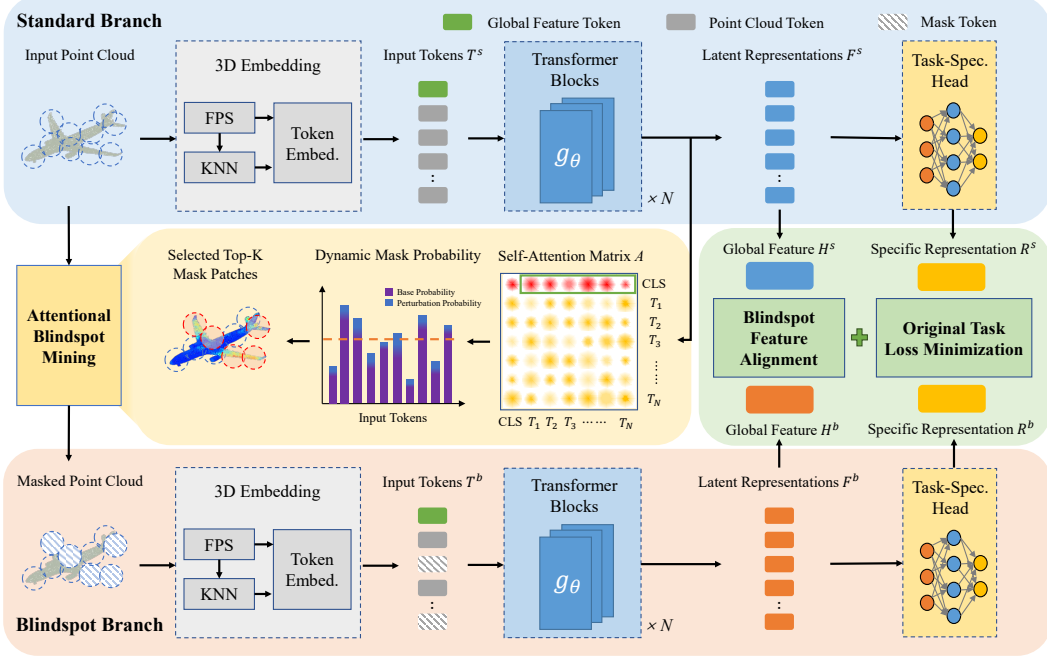 Standard Branch
Global Feature Token
Point Cloud Token
Mask Token
Input Point Cloud
3D Embedding
FPS
KNN
Token
Embed.
Input Tokens T^s
Transformer
Blocks
g_θ
× N
Latent Representations F^s
Task-Spec.
Head
Attentional
Blindspot
Mining
Selected Top-K
Mask Patches
Dynamic Mask Probability
Base Probability
Perturbation Probability
Input Tokens
Self-Attention Matrix A
CLS
T_1
T_2
T_3
......
T_N
CLS T_1 T_2 T_3 ...... T_N
Global Feature H^s
Specific Representation R^s
Blindspot
Feature
Alignment
Original Task
Loss Minimization
Global Feature H^b
Specific Representation R^b
Masked Point Cloud
3D Embedding
FPS
KNN
Token
Embed.
Input Tokens T^b
Transformer
Blocks
g_θ
× N
Latent Representations F^b
Task-Spec.
Head
Blindspot Branch